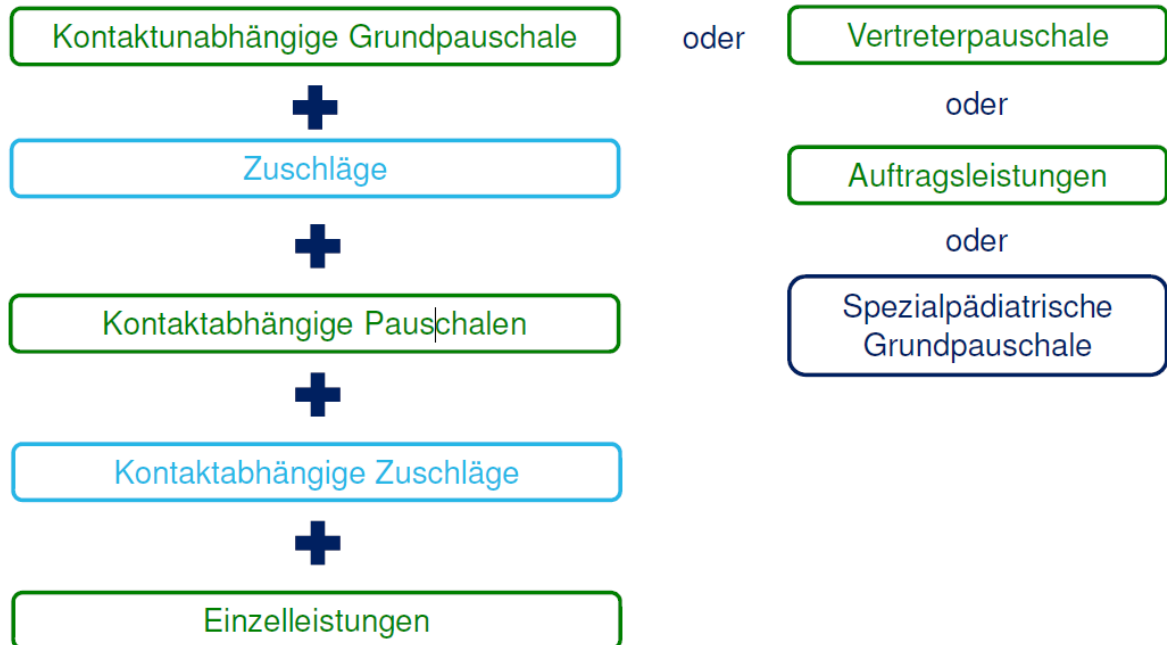 Kontaktunabhängige Grundpauschale
oder
Vertreterpauschale
oder
Zuschläge
Auftragsleistungen
oder
Kontaktabhängige Pauschalen
Spezialpädiatrische
Grundpauschale
Kontaktabhängige Zuschläge
Einzelleistungen